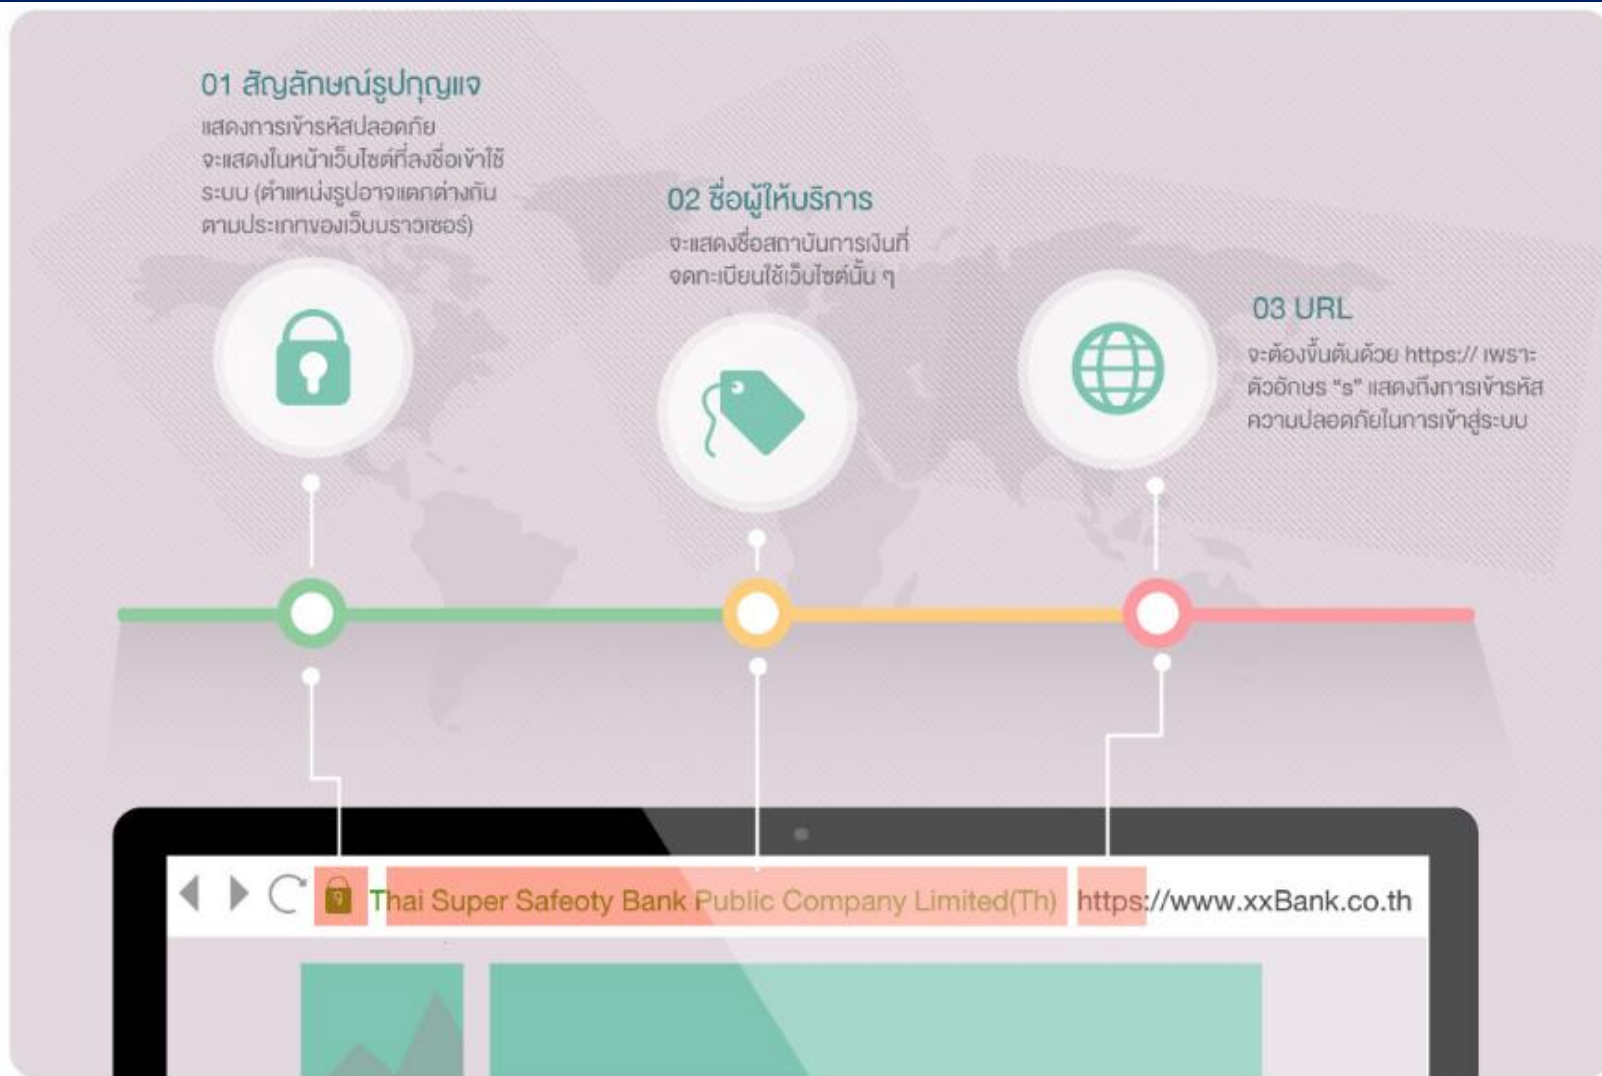 01 สัญลักษณ์รูปกุญแจ
แสดงการเข้ารหัสปลอดภัย
จะแสดงในหน้าเว็บไซต์ที่ลงชื่อเข้าใช้
ระบบ (ตำแหน่งรูปอาจแตกต่างกัน
ตามประเภทของเว็บบราวเซอร์)
02 ชื่อผู้ให้บริการ
จะแสดงชื่อสถาบันการเงินที่
จดทะเบียนใช้เว็บไซต์นั้น ๆ
03 URL
จะต้องขึ้นต้นด้วย https:// เพราะ
ตัวอักษร “s” แสดงถึงการเข้ารหัส
ความปลอดภัยในการเข้าสู่ระบบ
Thai Super Safeoty Bank Public Company Limited(Th) https://www.xxBank.co.th